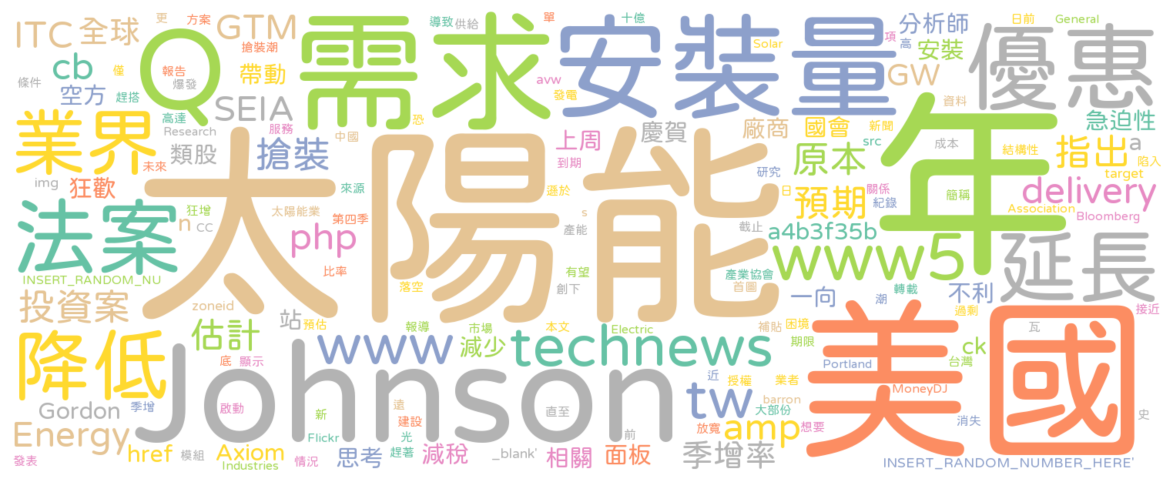 ITC
全球
更
方案
GTM
導致
供給
單
十億
分析師
日前
General
條件
cb
僅
報告
爆發
搶裝潮
帶動
Q
需求
安裝量
項
高
安裝
優惠
空方
趕搭
高達
SEIA
avw
Solar
發電
GW
資料
急迫性
業界
Research
服務
中國
恐
上周
慶賀
廠商
國會
新聞
年
成本
結構性
指出
a
陷入
類股
未來
搶裝
到期
src
原本
img
狂歡
來源
太陽能
研究
日
預期
關係
紀錄
簡稱
target
delivery
法案
狂增
n
CC
太陽能業
第四季
php
遜於
s
產能
截止
a4b3f35b
Association
Bloomberg
INSERT_RANDOM_NU
比率
有望
產業協會
www5
延長
投資案
zoneid
落空
創下
首圖
一向
潮
轉載
不利
過剩
接近
降低
估計
站
預估
報導
市場
本文
Electric
補貼
困境
瓦
底
顯示
www
減少
technews
期限
ck
台灣
美國
Johnson
近
授權
業者
Portland
MoneyDJ
Gordon
季增
啟動
新
遠
建設
直至
tw
大部份
barron
消失
Energy
Flickr
光
前
放寬
amp
想要
史
發表
href
模組
Axiom
Industries
情況
思考
趕著
減稅
_blank'
相關
面板
季增率
INSERT_RANDOM_NUMBER_HERE'